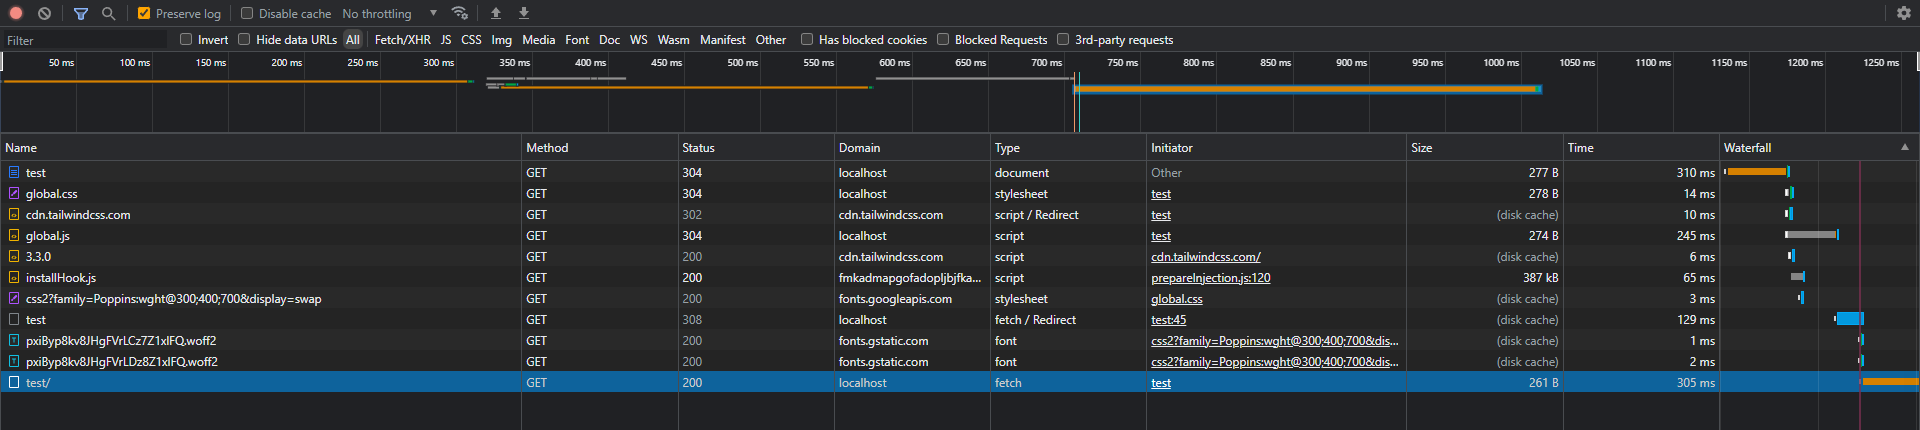 Preserve log Disable cache No throttling
Filter Invert Hide data URLs All Fetch/XHR JS CSS Img Media Font Doc WS Wasm Manifest Other Has blocked cookies Blocked Requests 3rd-party requests
50 ms 100 ms 150 ms 200 ms 250 ms 300 ms 350 ms 400 ms 450 ms 500 ms 550 ms 600 ms 650 ms 700 ms 750 ms 800 ms 850 ms 900 ms 950 ms 1000 ms 1050 ms 1100 ms 1150 ms 1200 ms 1250 ms
Name Method Status Domain Type Initiator Size Time Waterfall
test GET 304 localhost document Other 277 B 310 ms
global.css GET 304 localhost stylesheet test 278 B 14 ms
cdn.tailwindcss.com GET 302 cdn.tailwindcss.com script / Redirect test (disk cache) 10 ms
global.js GET 304 localhost script test 274 B 245 ms
3.3.0 GET 200 cdn.tailwindcss.com script cdn.tailwindcss.com/ (disk cache) 6 ms
installHook.js GET 200 fmkadmapgofadopljbjfka... script prepareInjection.js:120 387 kB 65 ms
css2?family=Poppins:wght@300;400;700&display=swap GET 200 fonts.googleapis.com stylesheet global.css (disk cache) 3 ms
test GET 308 localhost fetch / Redirect test:45 (disk cache) 129 ms
pxiByp8kv8JHgFVrLCz7Z1xlFQ.woff2 GET 200 fonts.gstatic.com font css2?family=Poppins:wght@300;400;700&dis... (disk cache) 1 ms
pxiByp8kv8JHgFVrLDz8Z1xlFQ.woff2 GET 200 fonts.gstatic.com font css2?family=Poppins:wght@300;400;700&dis... (disk cache) 2 ms
test/ GET 200 localhost fetch test 261 B 305 ms